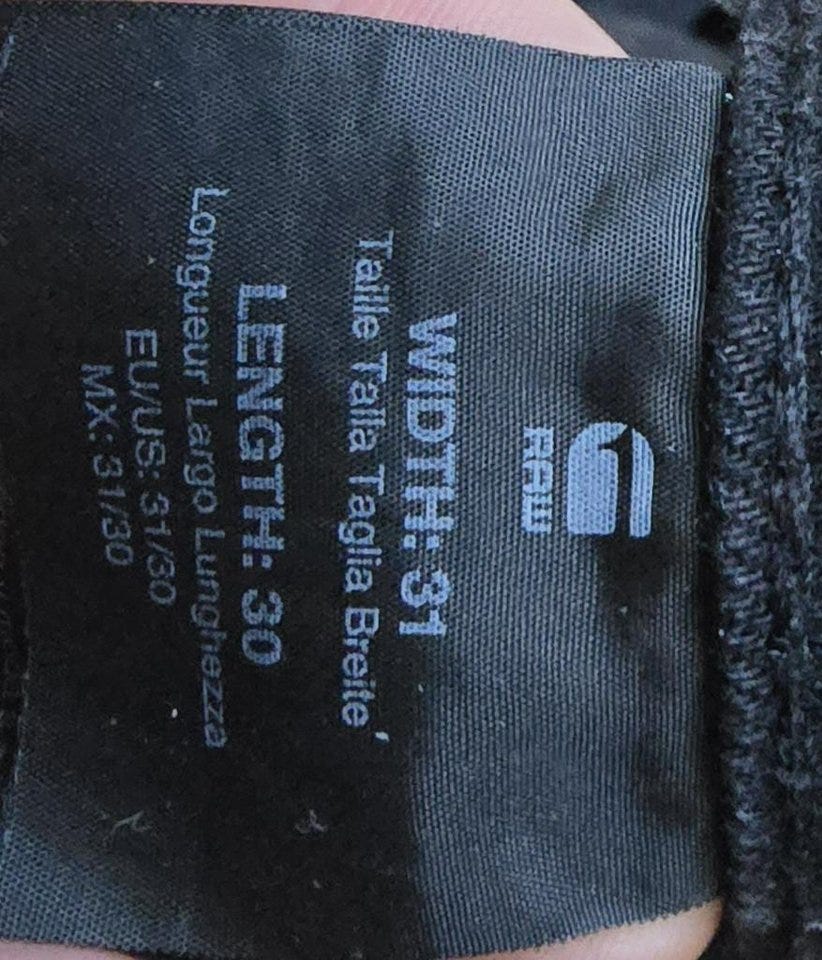 G
RAW
WIDTH: 31
Taille Talla Taglia Breite
LENGTH: 30
Longueur Largo Lunghezza
EU/US: 31/30
MX: 31/30